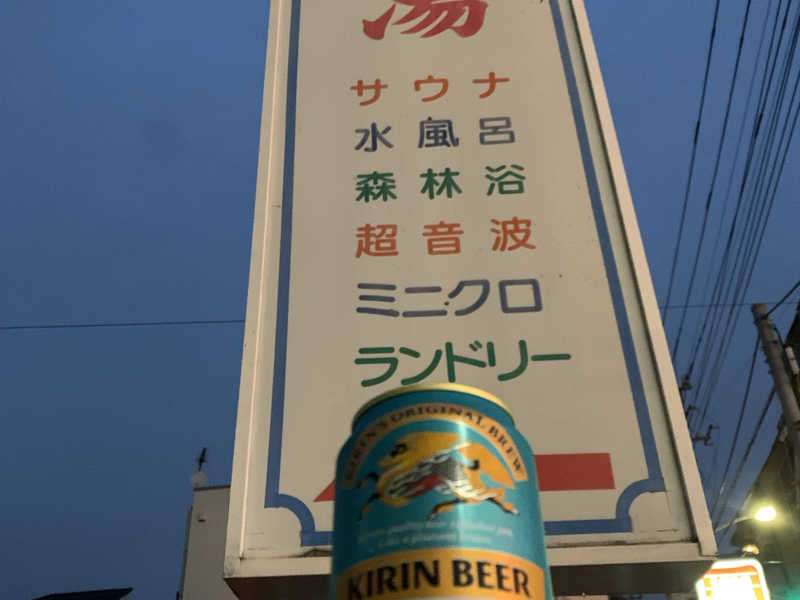 湯
サウナ
水風呂
森林浴
超音波
ミニクロ
ランドリー
KIRIN'S ORIGINAL BREW
KIRIN BEER